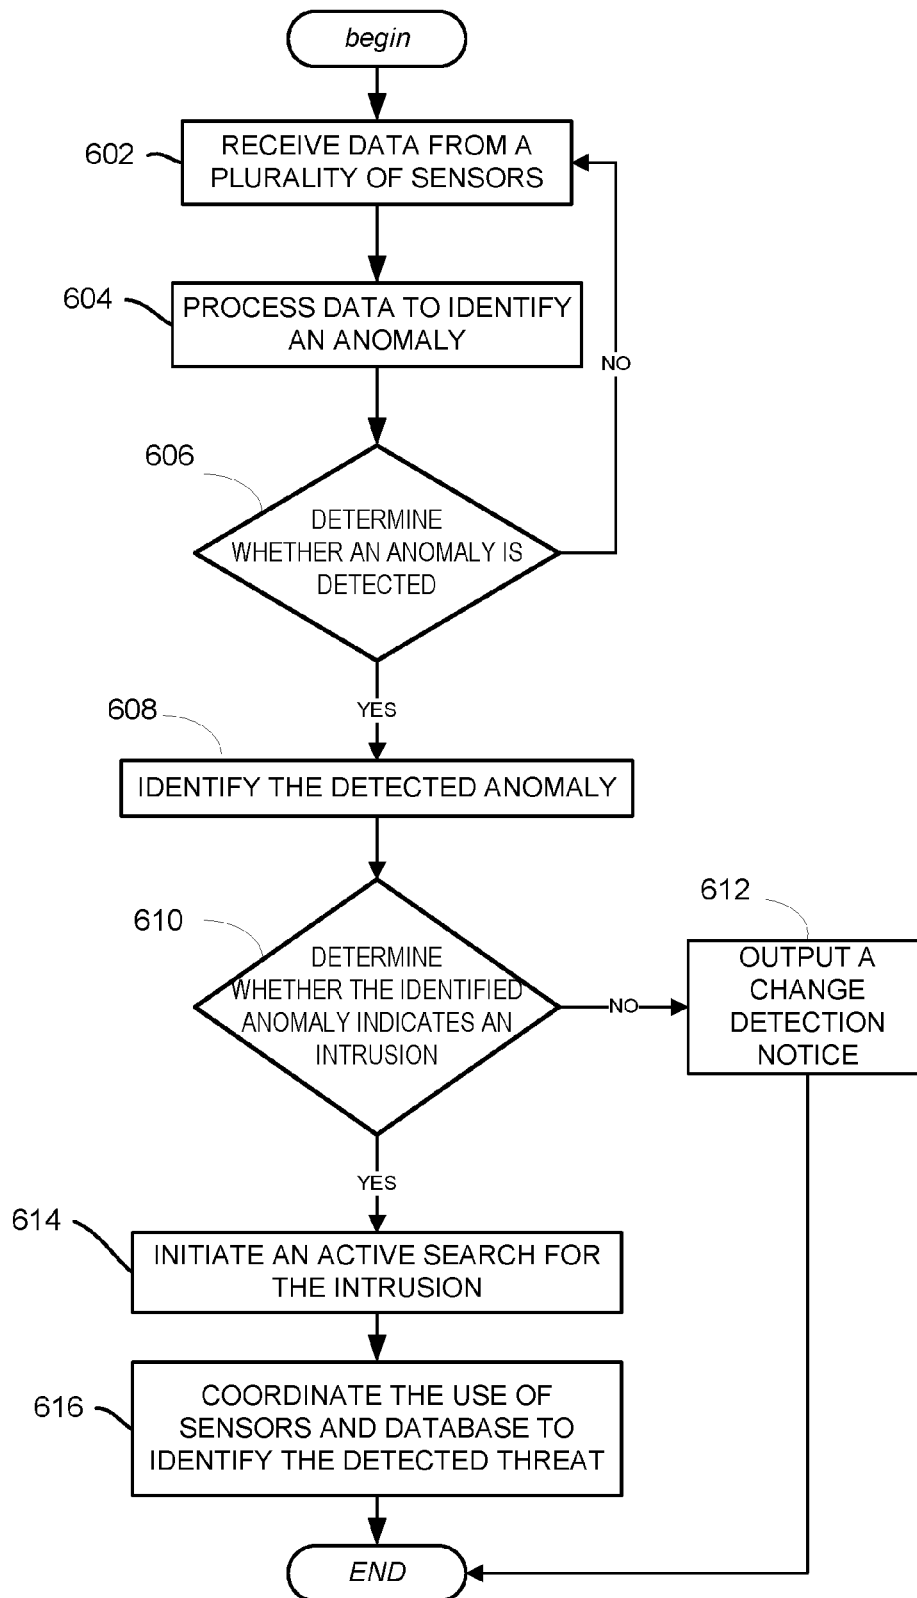 begin
602
RECEIVE DATA FROM A
PLURALITY OF SENSORS
604
PROCESS DATA TO IDENTIFY
AN ANOMALY
NO
606
DETERMINE
WHETHER AN ANOMALY IS
DETECTED
YES
608
IDENTIFY THE DETECTED ANOMALY
610
DETERMINE
WHETHER THE IDENTIFIED
ANOMALY INDICATES AN
INTRUSION
NO
612
OUTPUT A
CHANGE
DETECTION
NOTICE
YES
614
INITIATE AN ACTIVE SEARCH FOR
THE INTRUSION
616
COORDINATE THE USE OF
SENSORS AND DATABASE TO
IDENTIFY THE DETECTED THREAT
END